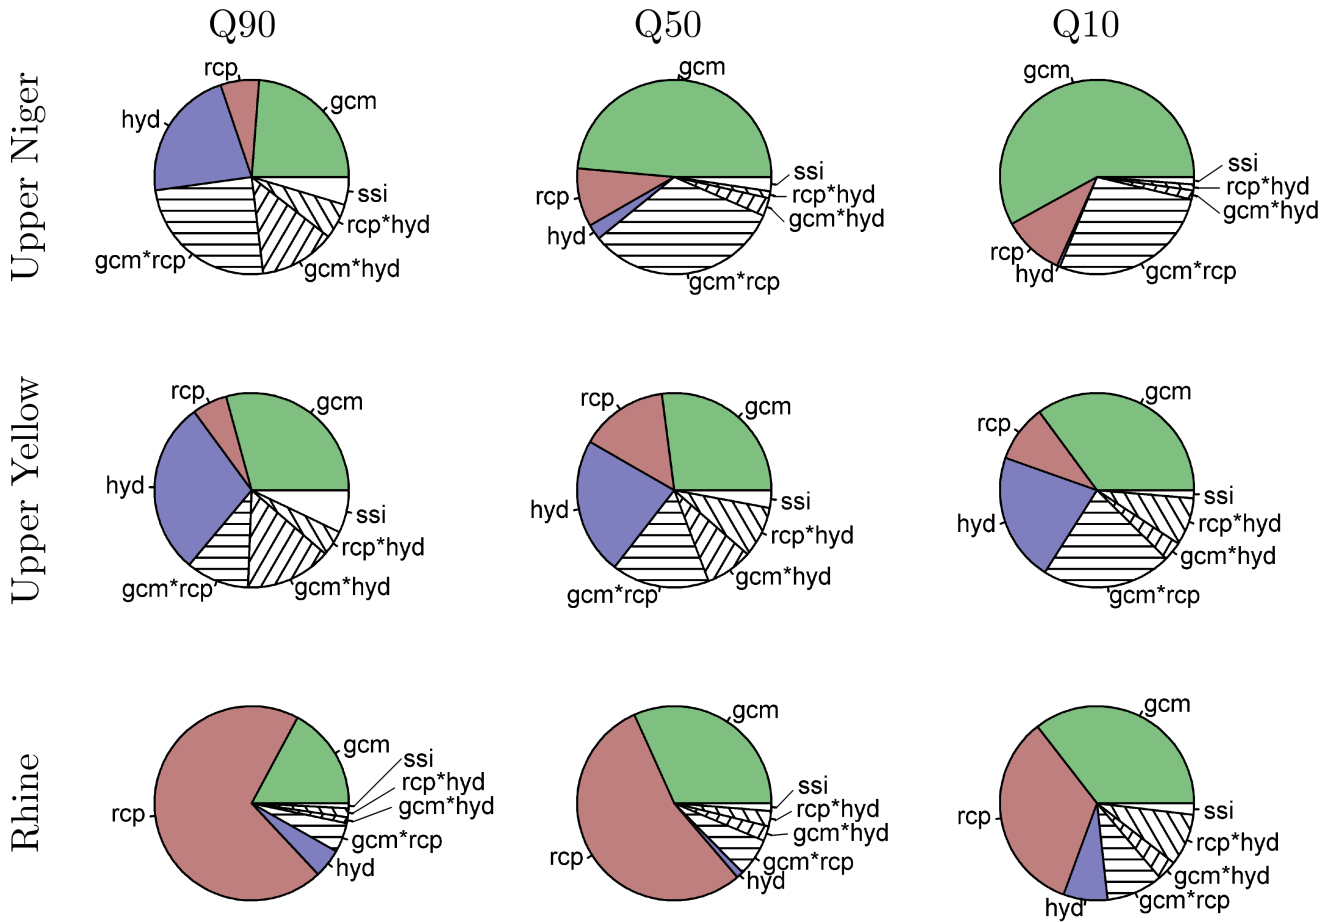 Q90
Q50
Q10
Upper Niger
rcp
gcm
hyd
ssi
rcp*hyd
gcm*rcp
gcm*hyd
gcm
rcp
ssi
rcp*hyd
gcm*hyd
hyd
gcm*rcp
gcm
ssi
rcp*hyd
gcm*hyd
rcp
hyd
gcm*rcp
Upper Yellow
rcp
gcm
hyd
ssi
rcp*hyd
gcm*rcp
gcm*hyd
rcp
gcm
hyd
ssi
rcp*hyd
gcm*hyd
gcm*rcp
gcm
rcp
ssi
hyd
rcp*hyd
gcm*hyd
gcm*rcp
Rhine
gcm
ssi
rcp*hyd
gcm*hyd
rcp
gcm*rcp
hyd
gcm
ssi
rcp*hyd
gcm*hyd
rcp
gcm*rcp
hyd
gcm
ssi
rcp
rcp*hyd
gcm*hyd
gcm*rcp
hyd